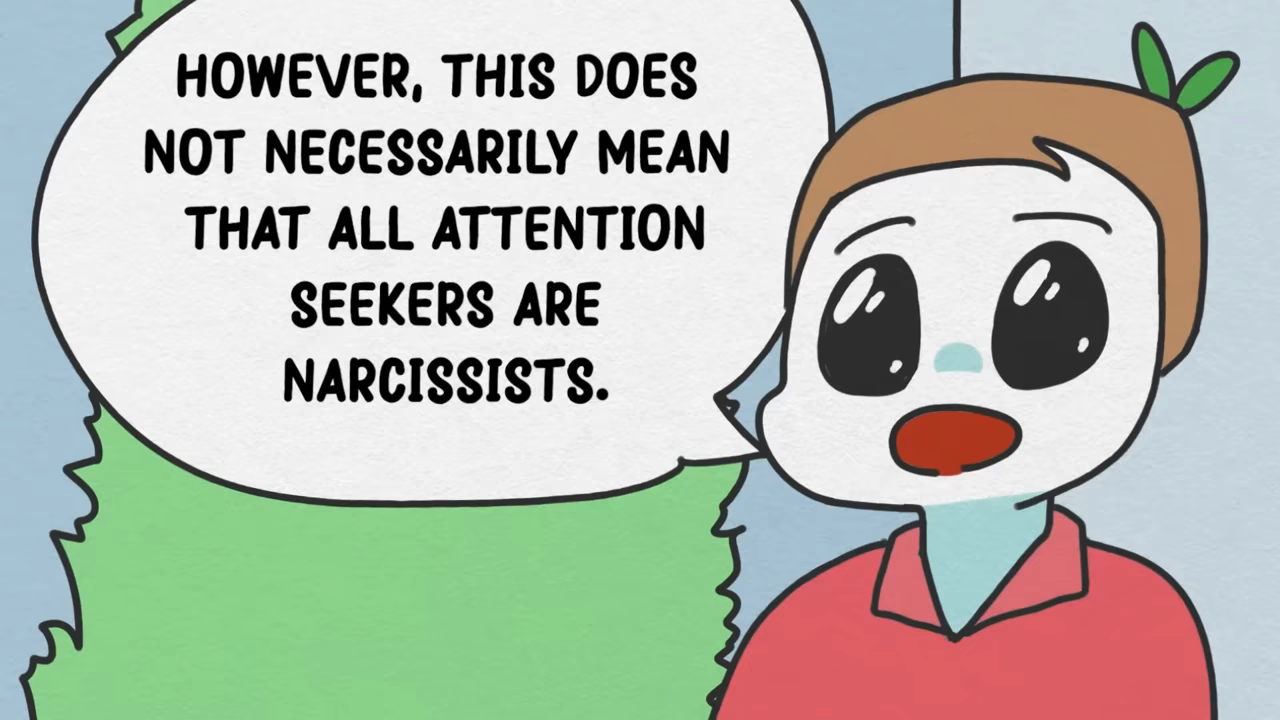 HOWEVER, THIS DOES
NOT NECESSARILY MEAN
THAT ALL ATTENTION
SEEKERS ARE
NARCISSISTS.